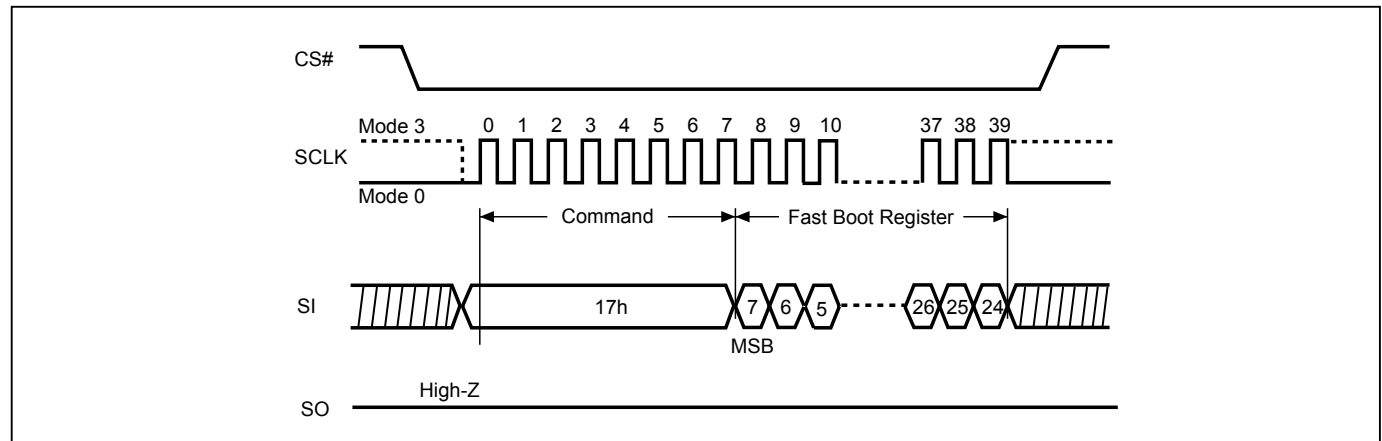 CS#
Mode 3 0 1 2 3 4 5 6 7 8 9 10 37 38 39
SCLK
Mode 0
Command Fast Boot Register
SI 17h 7 6 5 26 25 24
MSB
High-Z
SO